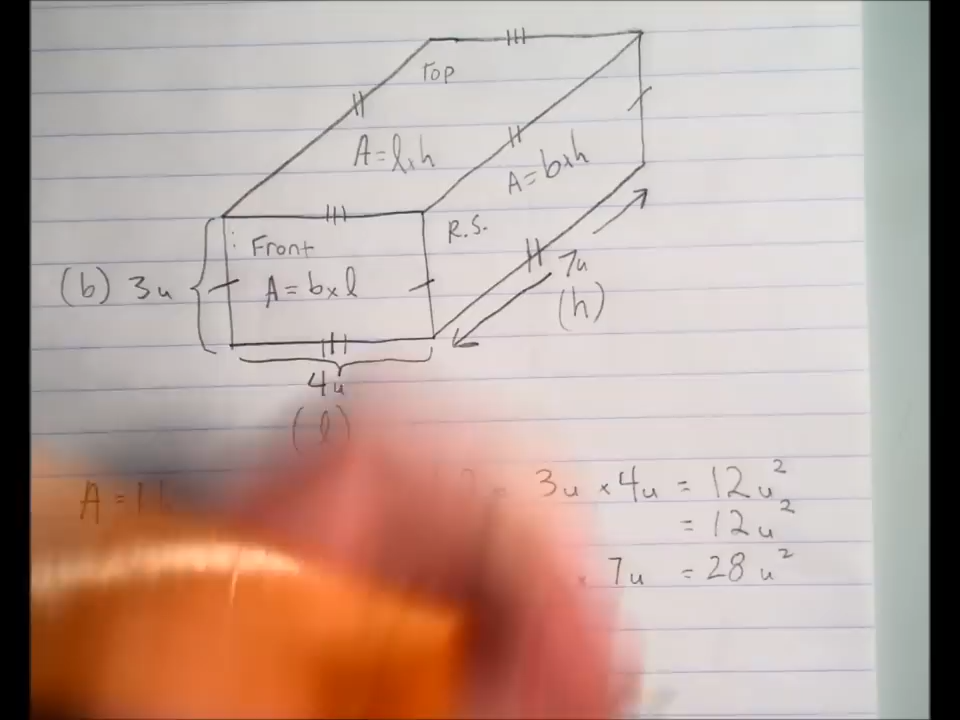 Top
A = l x h
A = b x h
R.S.
Front
A = b x l
(b) 3u
7u
(h)
4u
(l)
A =
3u x 4u = 12u²
= 12u²
x 7u = 28u²